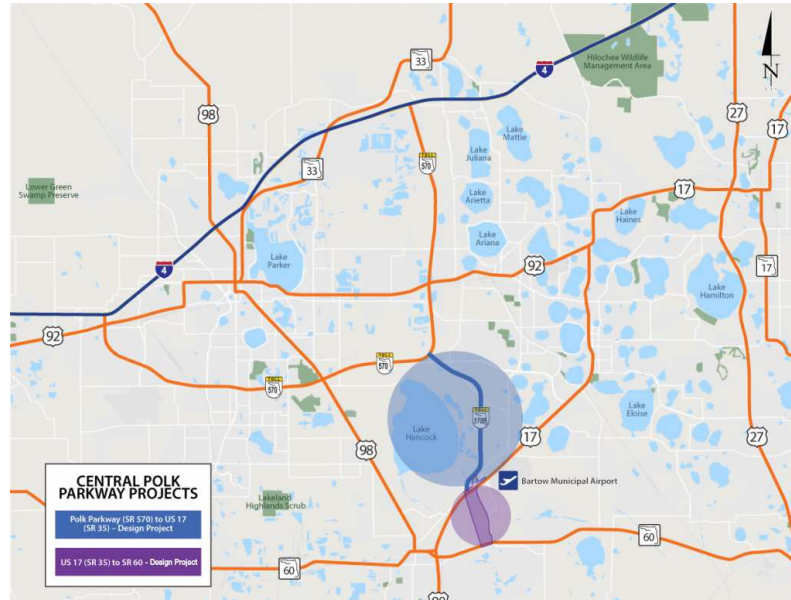 33
4
Hilochee Wildlife
Management Area
N
98
27
17
Lake
Mattie
Lake
Juliana
TOLL
570
33
Lower Green
Swamp Preserve
Lake
Arietta
17
Lake
Haines
Lake
Ariana
Lake
Parker
4
92
17
Lake
Hamilton
92
TOLL
570
TOLL
570
Lake
Hancock
TOLL
570B
Lake
Eloise
17
27
98
Bartow Municipal Airport
CENTRAL POLK
PARKWAY PROJECTS
Polk Parkway (SR 570) to US 17
(SR 35) – Design Project
US 17 (SR 35) to SR 60 - Design Project
Lakeland
Highlands Scrub
60
60
98